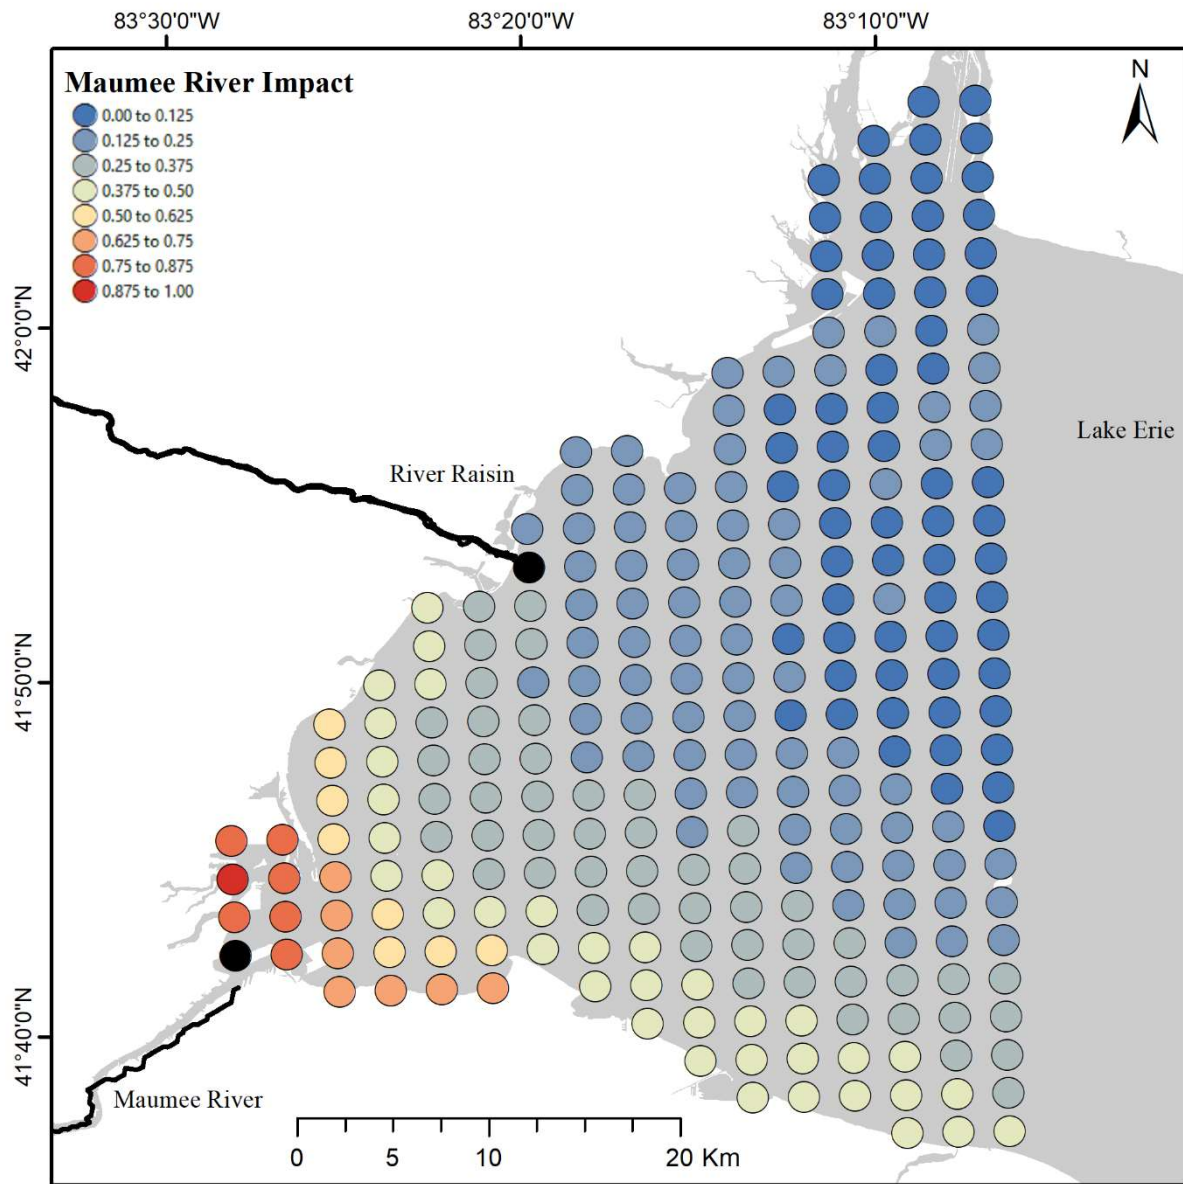 83°30'0"W 83°20'0"W 83°10'0"W
Maumee River Impact
N
0.00 to 0.125
0.125 to 0.25
0.25 to 0.375
0.375 to 0.50
0.50 to 0.625
0.625 to 0.75
0.75 to 0.875
0.875 to 1.00
42°0'0"N
Lake Erie
River Raisin
41°50'0"N
41°40'0"N
Maumee River
0 5 10 20 Km